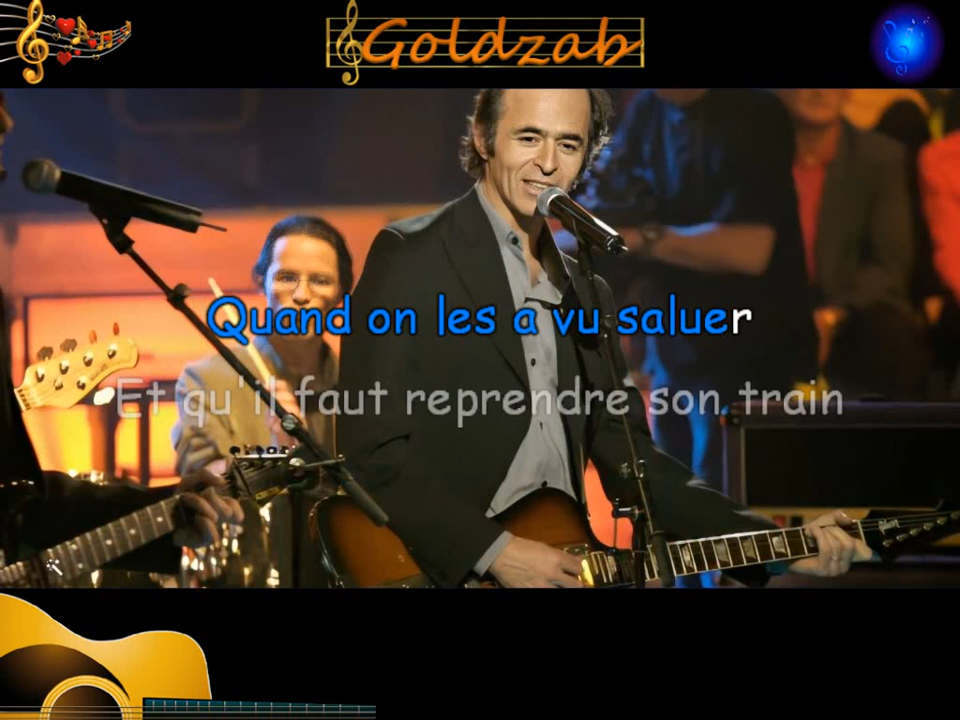 Goldzab
Quand on les a vu saluer
Et qu'il faut reprendre son train